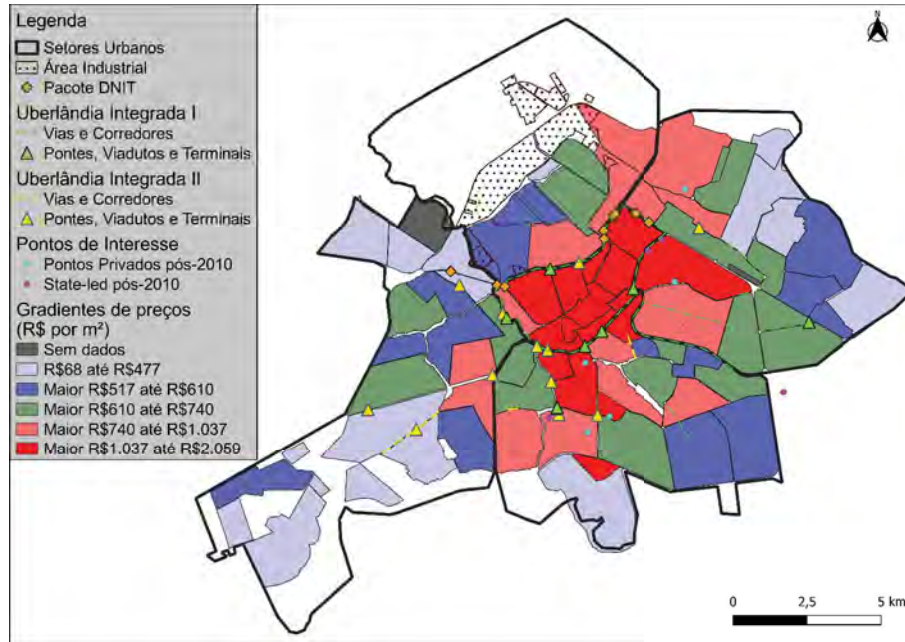 Legenda
Setores Urbanos
Área Industrial
Pacote DNIT
Uberlândia Integrada I
Vias e Corredores
Pontes, Viadutos e Terminais
Uberlândia Integrada II
Vias e Corredores
Pontes, Viadutos e Terminais
Pontos de Interesse
Pontos Privados pós-2010
State-led pós-2010
Gradientes de preços
(R$ por m²)
Sem dados
R$68 até R$477
Maior R$517 até R$610
Maior R$610 até R$740
Maior R$740 até R$1.037
Maior R$1.037 até R$2.059
N
0 2,5 5 km